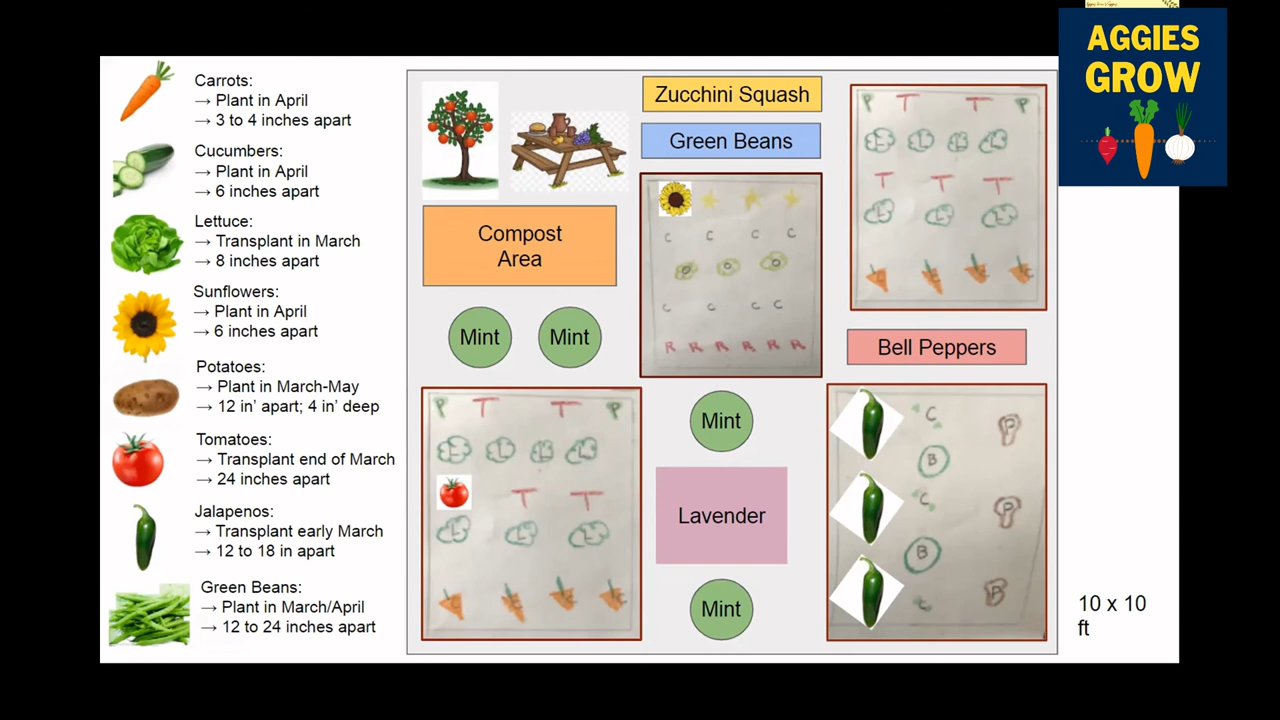 AGGIES
GROW
Carrots:
→ Plant in April
→ 3 to 4 inches apart
Cucumbers:
→ Plant in April
→ 6 inches apart
Lettuce:
→ Transplant in March
→ 8 inches apart
Sunflowers:
→ Plant in April
→ 6 inches apart
Potatoes:
→ Plant in March-May
→ 12 in' apart; 4 in' deep
Tomatoes:
→ Transplant end of March
→ 24 inches apart
Jalapenos:
→ Transplant early March
→ 12 to 18 in apart
Green Beans:
→ Plant in March/April
→ 12 to 24 inches apart
Compost
Area
Mint Mint
P T T P
L L L L
T T
L L L
C C C C
Zucchini Squash
Green Beans
C C C C
C C C C
R R R R R R
Mint
Lavender
Mint
P T T P
L L L L
T T T
L L L
C C C C
Bell Peppers
C
P
B
C
P
B
C
10 x 10
ft